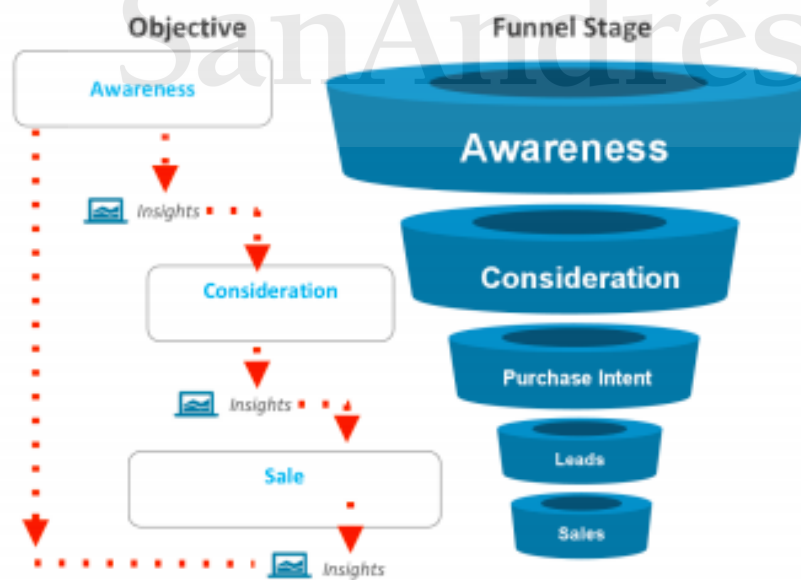 SanAndrés
Objective
Funnel Stage
Awareness
Awareness
Insights
Consideration
Consideration
Purchase Intent
Insights
Leads
Sale
Sales
Insights